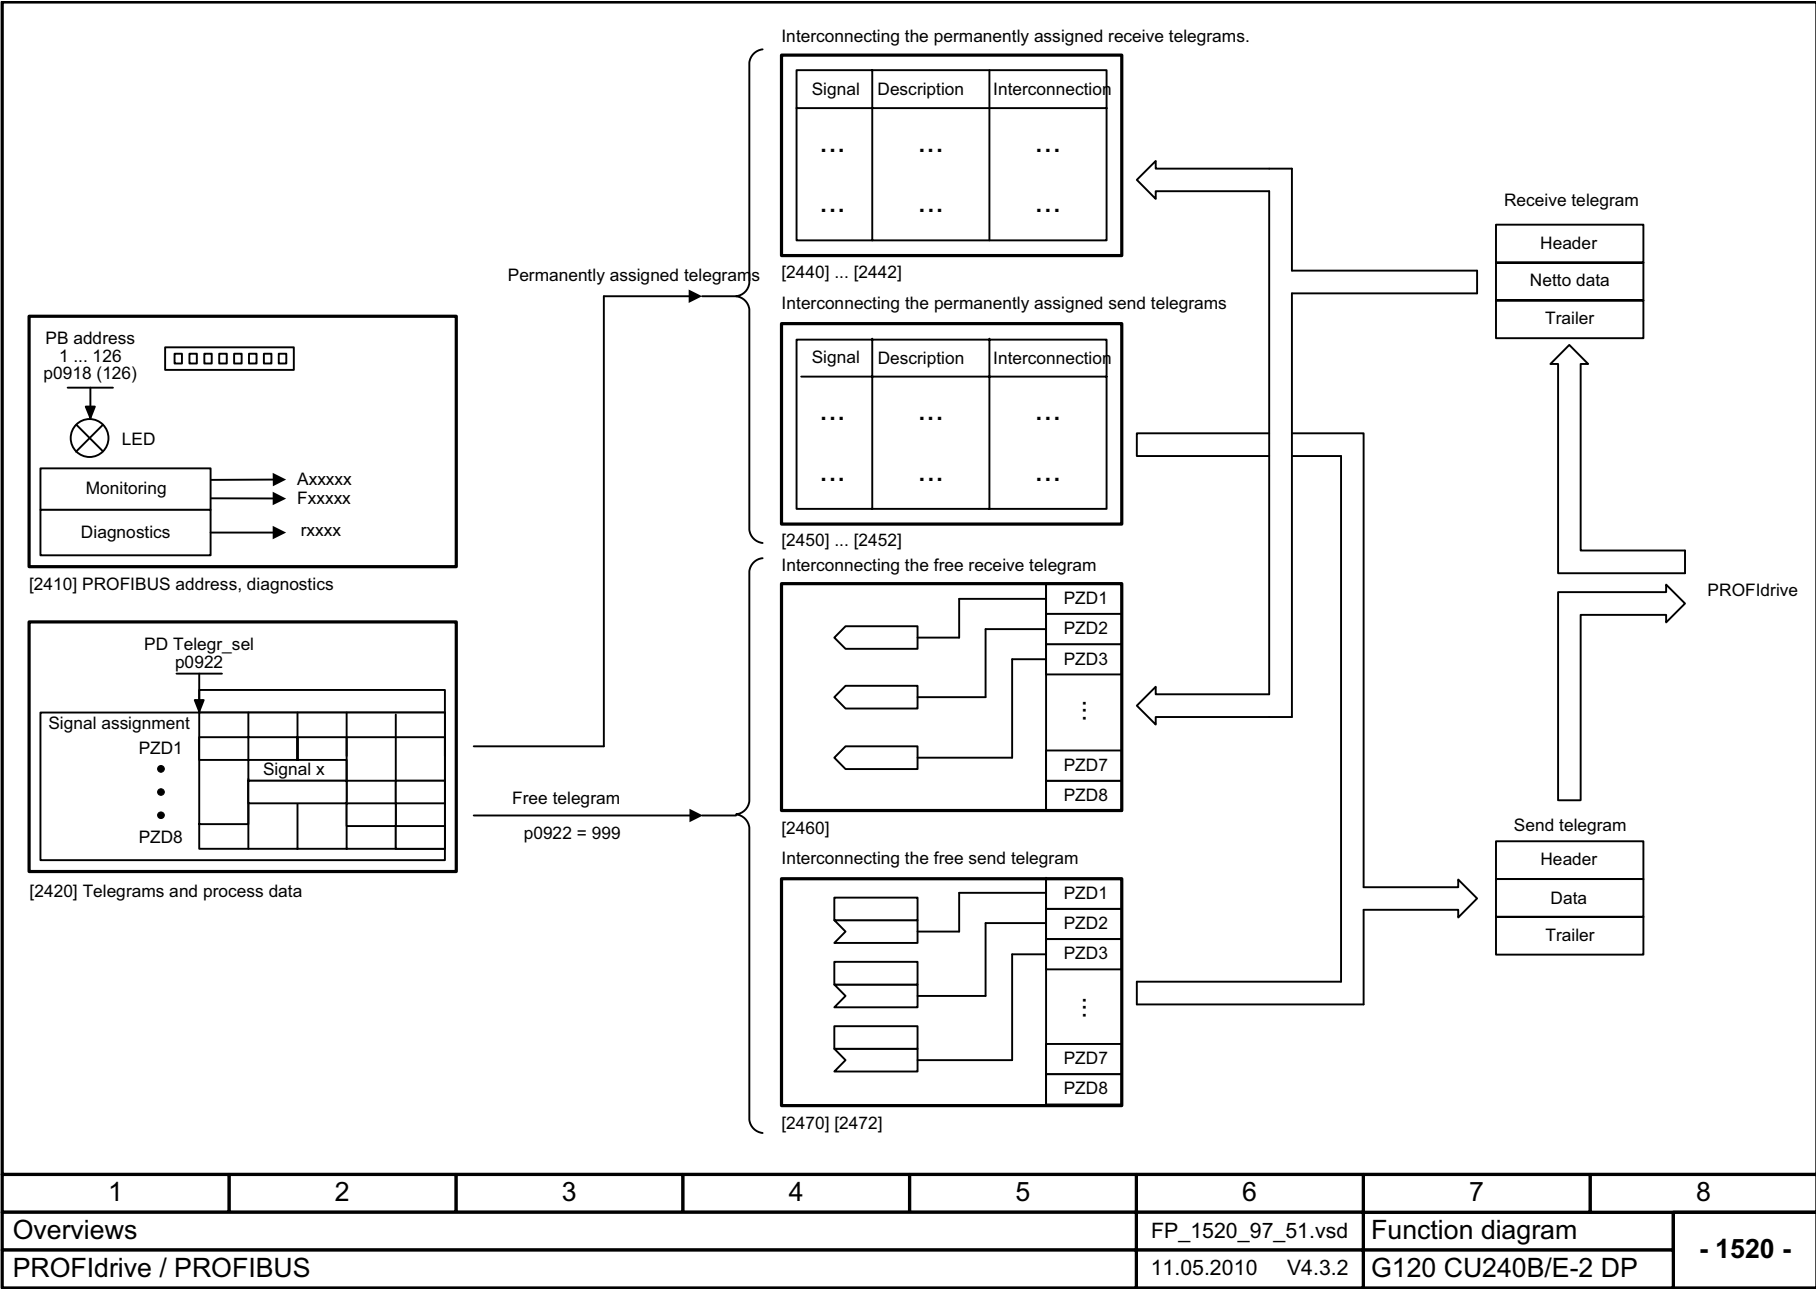 Interconnecting the permanently assigned receive telegrams.
Signal Description Interconnection
... ... ...
... ... ...
[2440] ... [2442]
Permanently assigned telegrams
Interconnecting the permanently assigned send telegrams
Signal Description Interconnection
... ... ...
... ... ...
[2450] ... [2452]
PB address
1 ... 126
p0918 (126)
LED
Monitoring
Axxxxx
Fxxxxx
Diagnostics
rxxxx
[2410] PROFIBUS address, diagnostics
PD Telegr_sel
p0922
Signal assignment
PZD1
Signal x
PZD8
[2420] Telegrams and process data
Free telegram
p0922 = 999
Interconnecting the free receive telegram
PZD1
PZD2
PZD3
...
PZD7
PZD8
[2460]
Interconnecting the free send telegram
PZD1
PZD2
PZD3
...
PZD7
PZD8
[2470] [2472]
Receive telegram
Header
Netto data
Trailer
PROFIdrive
Send telegram
Header
Data
Trailer
1 2 3 4 5 6 7 8
Overviews
FP_1520_97_51.vsd
Function diagram
- 1520 -
PROFIdrive / PROFIBUS
11.05.2010 V4.3.2
G120 CU240B/E-2 DP